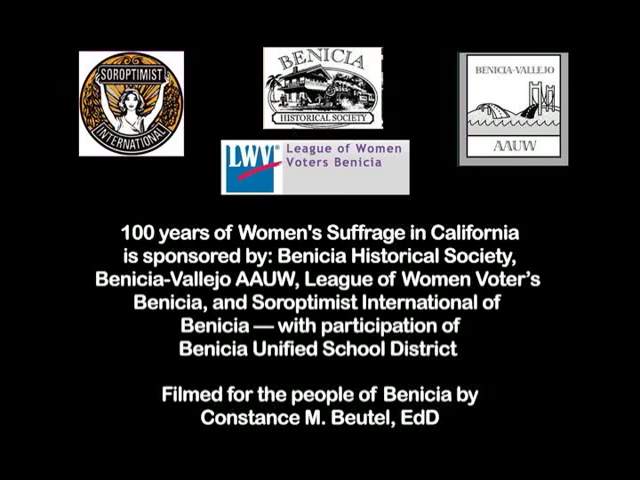 SOROPTIMIST
INTERNATIONAL
BENICIA
HISTORICAL SOCIETY
BENICIA-VALLEJO
AAUW
LWV®
League of Women
Voters Benicia
100 years of Women's Suffrage in California
is sponsored by: Benicia Historical Society,
Benicia-Vallejo AAUW, League of Women Voter's
Benicia, and Soroptimist International of
Benicia — with participation of
Benicia Unified School District
Filmed for the people of Benicia by
Constance M. Beutel, EdD